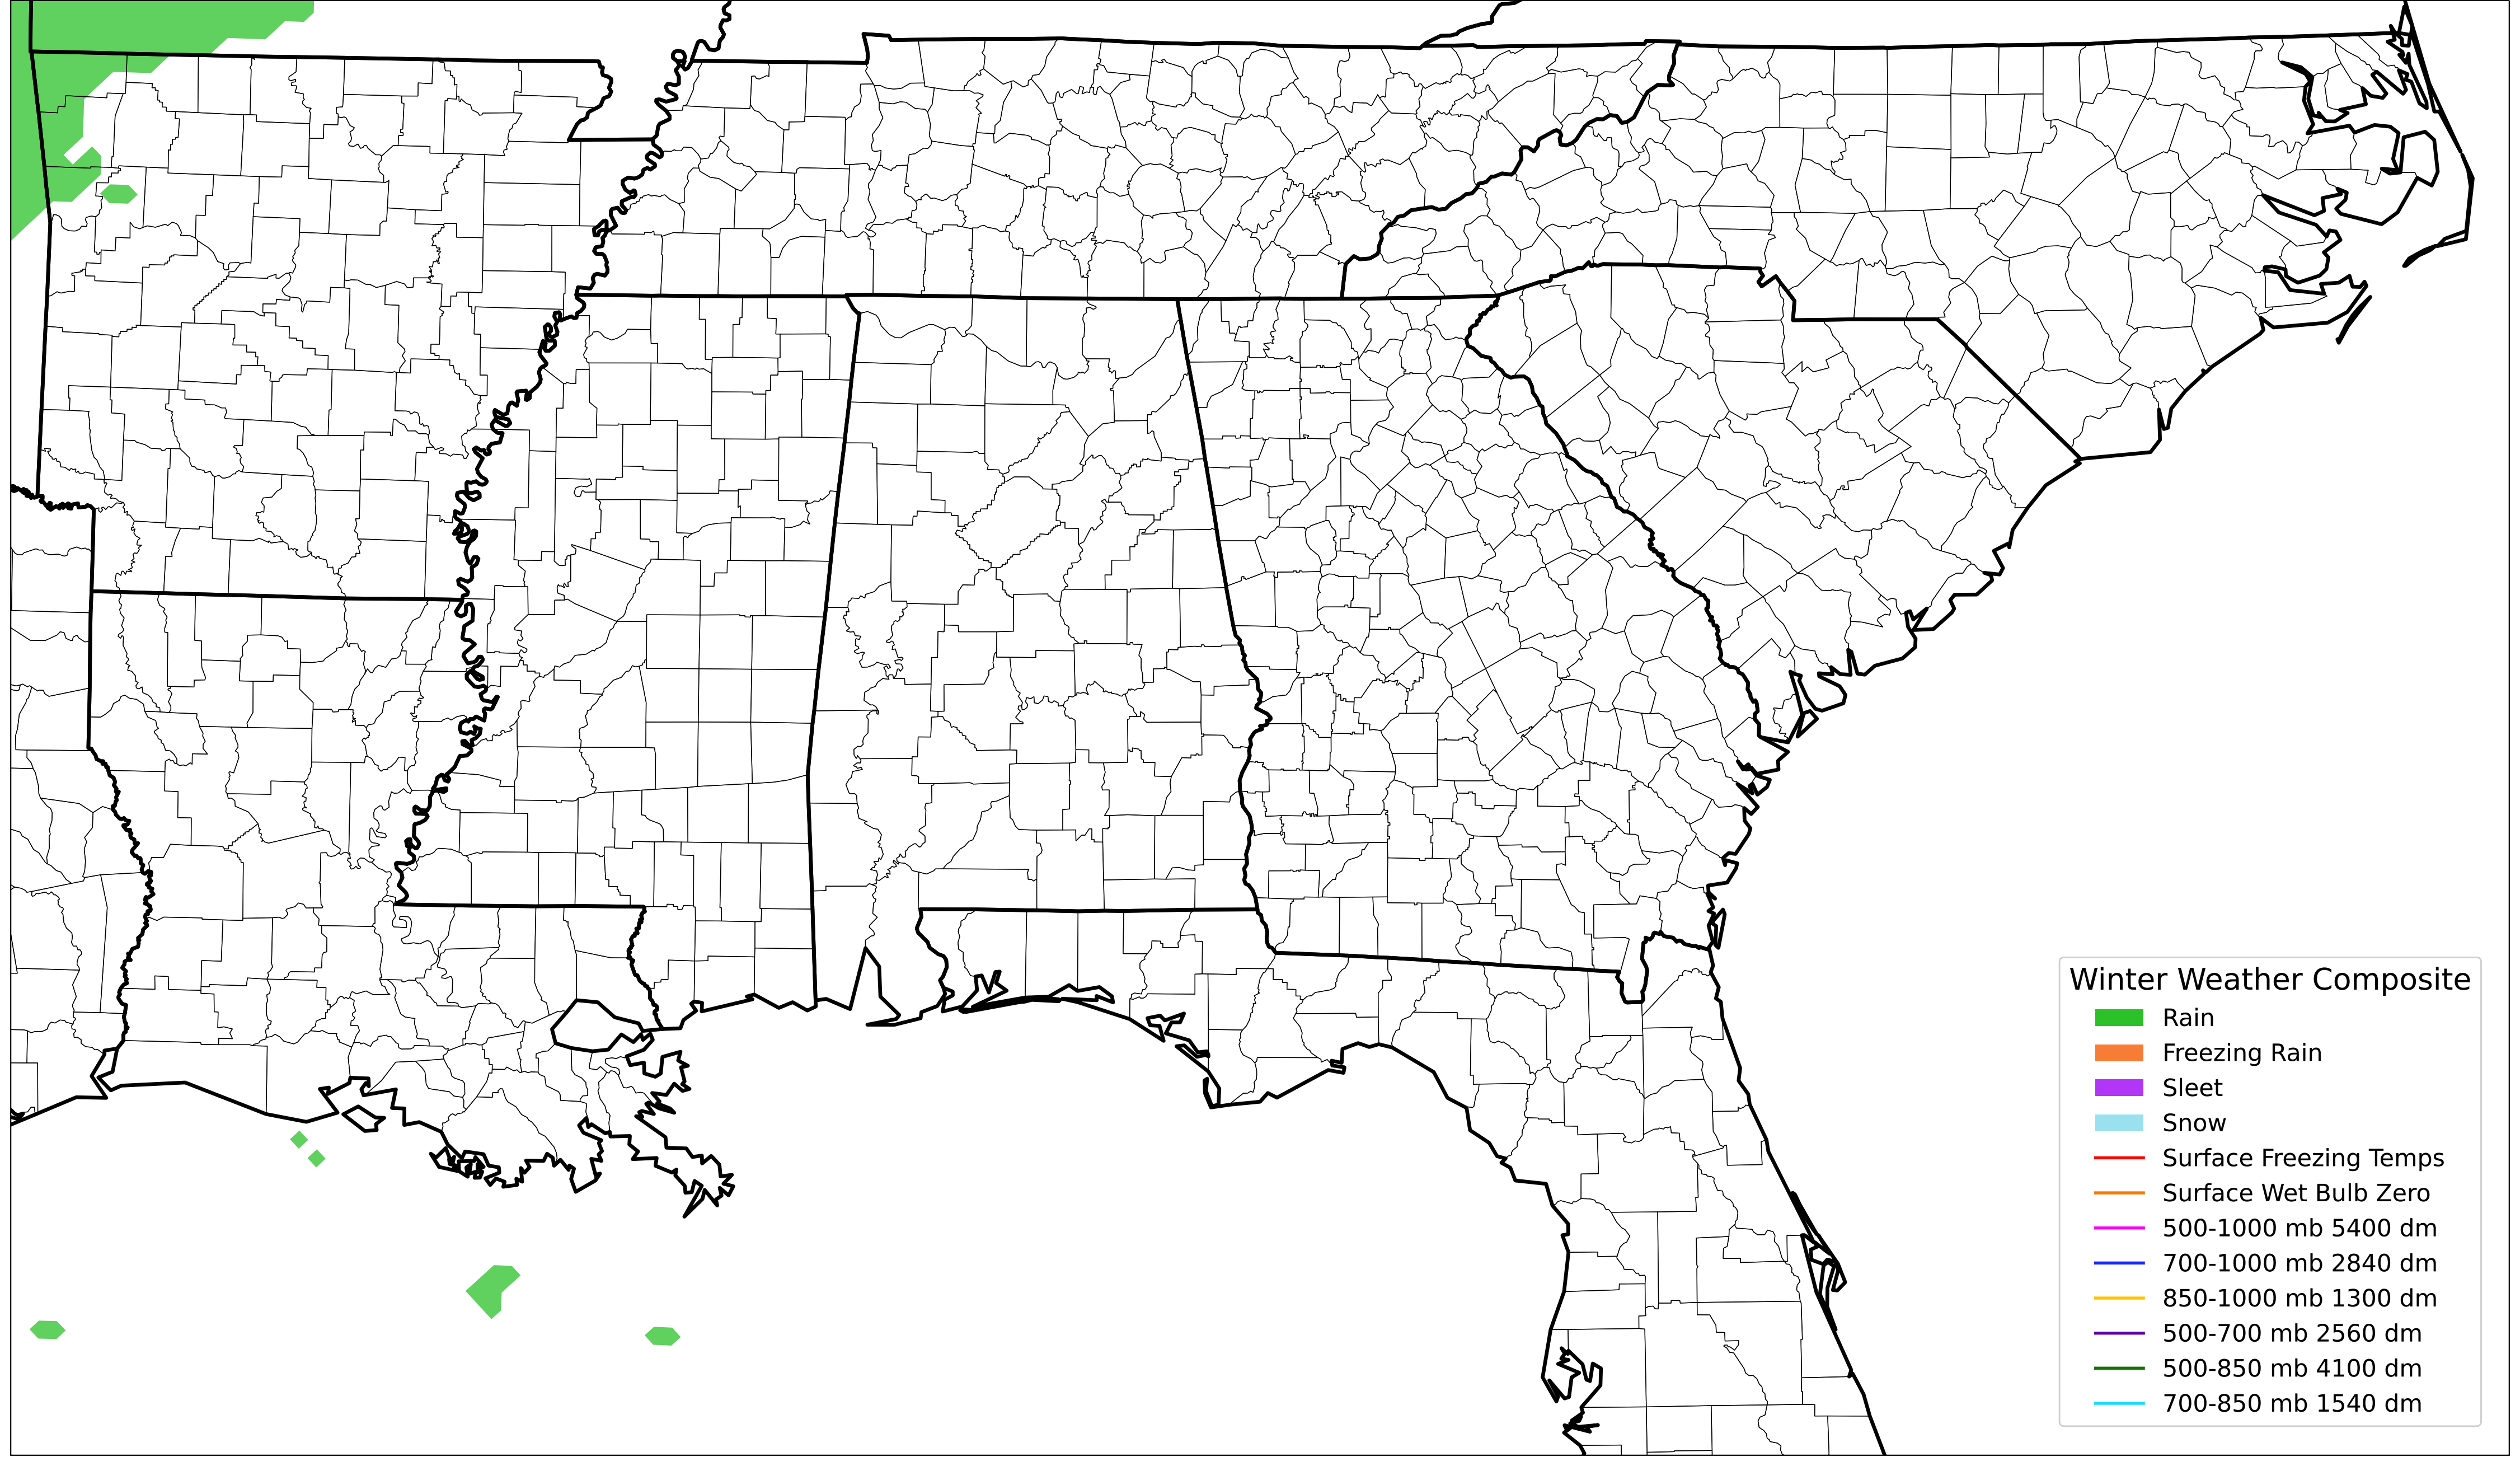 Winter Weather Composite
Rain
Freezing Rain
Sleet
Snow
Surface Freezing Temps
Surface Wet Bulb Zero
500-1000 mb 5400 dm
700-1000 mb 2840 dm
850-1000 mb 1300 dm
500-700 mb 2560 dm
500-850 mb 4100 dm
700-850 mb 1540 dm